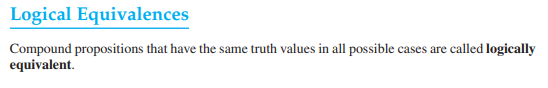 Logical Equivalences
Compound propositions that have the same truth values in all possible cases are called logically
equivalent.